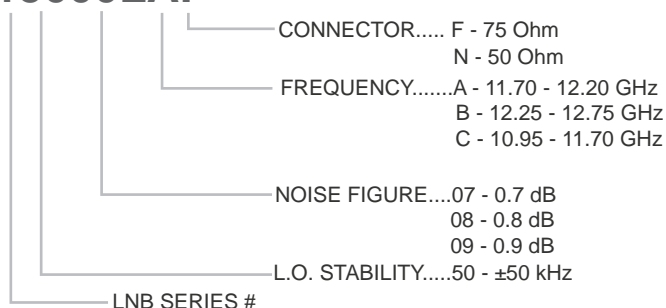 CONNECTOR..... F - 75 Ohm
N - 50 Ohm
FREQUENCY.......A - 11.70 - 12.20 GHz
B - 12.25 - 12.75 GHz
C - 10.95 - 11.70 GHz
NOISE FIGURE....07 - 0.7 dB
08 - 0.8 dB
09 - 0.9 dB
L.O. STABILITY.....50 - ±50 kHz
LNB SERIES #